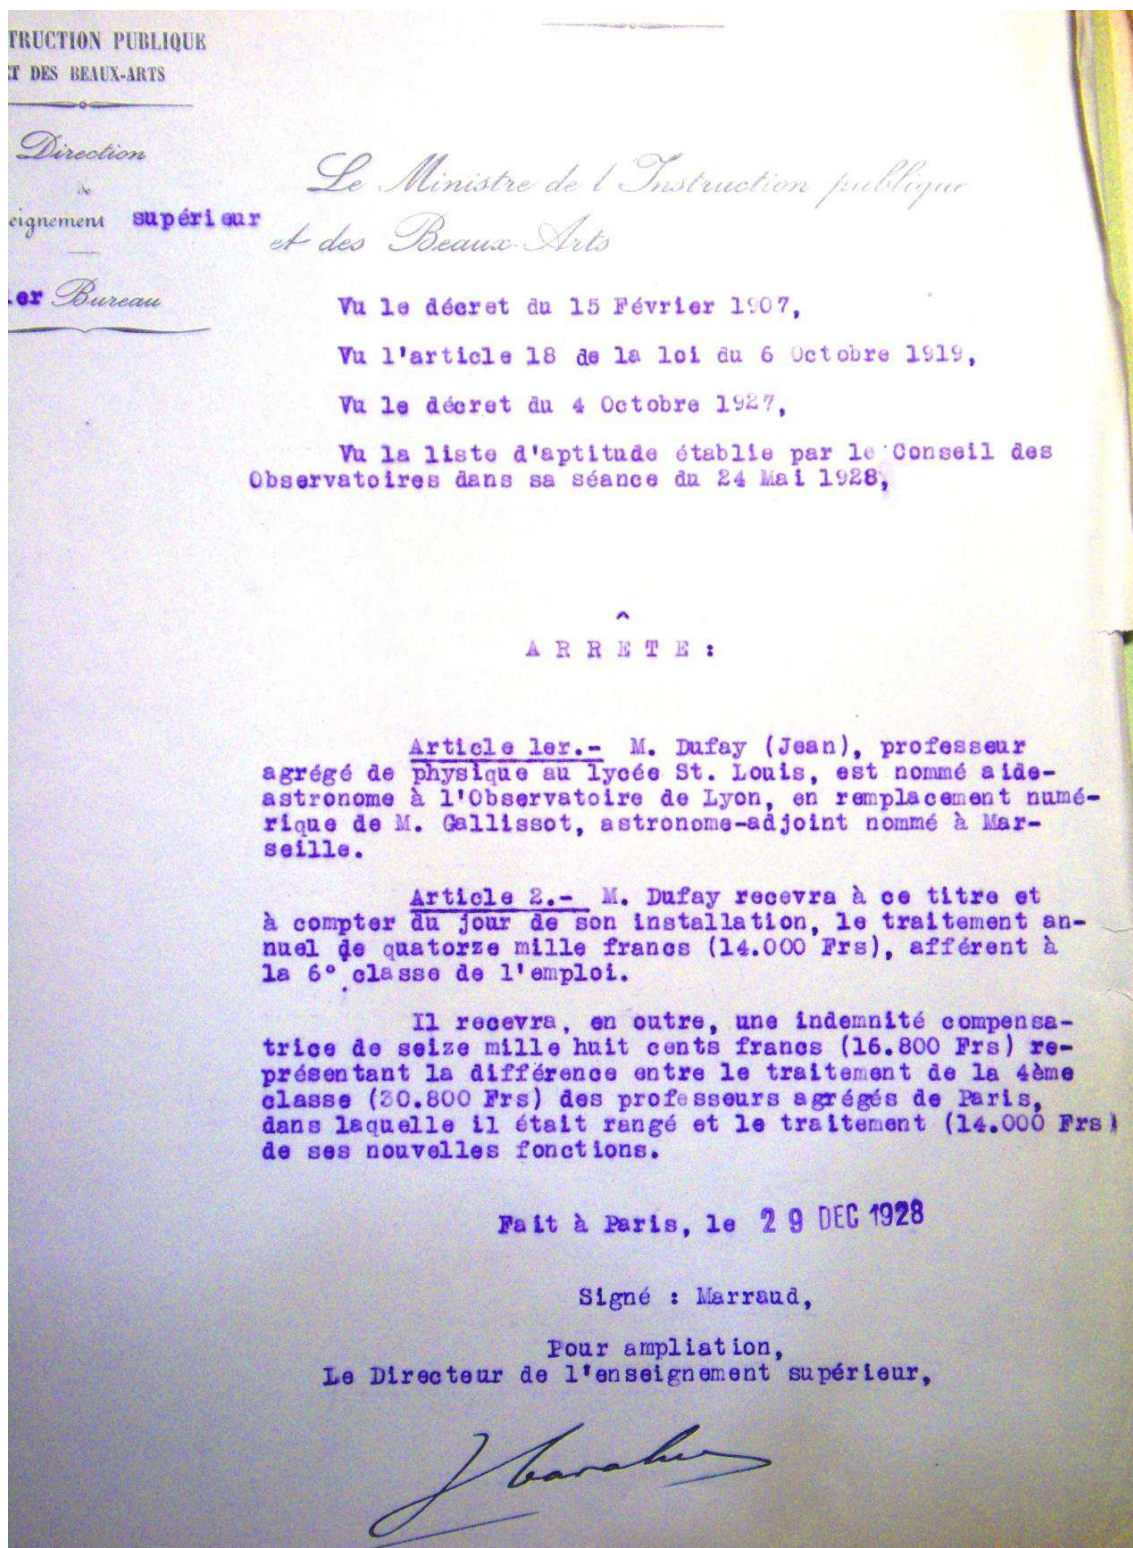 TRUCTION PUBLIQUE
ET DES BEAUX-ARTS
Direction
de
eignement supérieur
er Bureau
Le Ministre de l'Instruction publique
et des Beaux-Arts
Vu le décret du 15 Février 1907,
Vu l'article 18 de la loi du 6 Octobre 1919,
Vu le décret du 4 Octobre 1927,
Vu la liste d'aptitude établie par le Conseil des
Observatoires dans sa séance du 24 Mai 1928,
ARRÊTE :
Article 1er.- M. Dufay (Jean), professeur
agrégé de physique au lycée St. Louis, est nommé aide-
astronome à l'Observatoire de Lyon, en remplacement numé-
rique de M. Gallissot, astronome-adjoint nommé à Mar-
seille.
Article 2.- M. Dufay recevra à ce titre et
à compter du jour de son installation, le traitement an-
nuel de quatorze mille francs (14.000 Frs), afférent à
la 6° classe de l'emploi.
Il recevra, en outre, une indemnité compensa-
trice de seize mille huit cents francs (16.800 Frs) re-
présentant la différence entre le traitement de la 4ème
classe (30.800 Frs) des professeurs agrégés de Paris,
dans laquelle il était rangé et le traitement (14.000 Frs)
de ses nouvelles fonctions.
Fait à Paris, le 29 DEC 1928
Signé : Marraud,
Pour ampliation,
Le Directeur de l'enseignement supérieur,